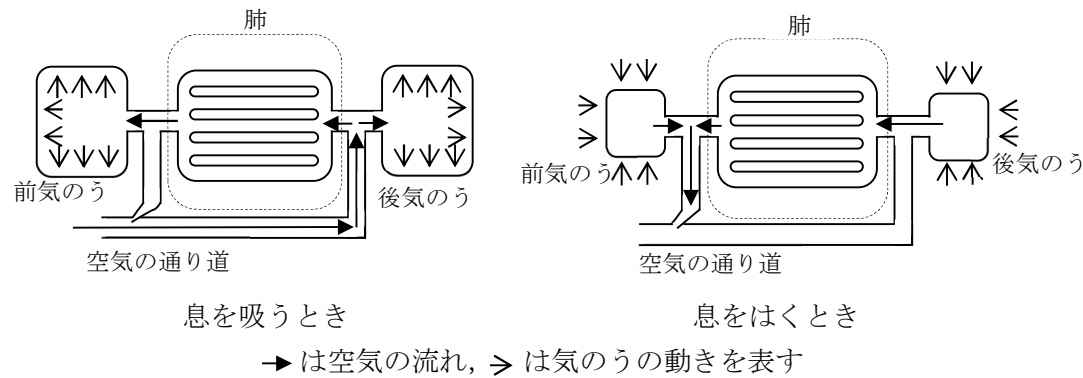 肺
前気のう
後気のう
空気の通り道
息を吸うとき
肺
前気のう
後気のう
空気の通り道
息をはくとき
は空気の流れ, は気のうの動きを表す